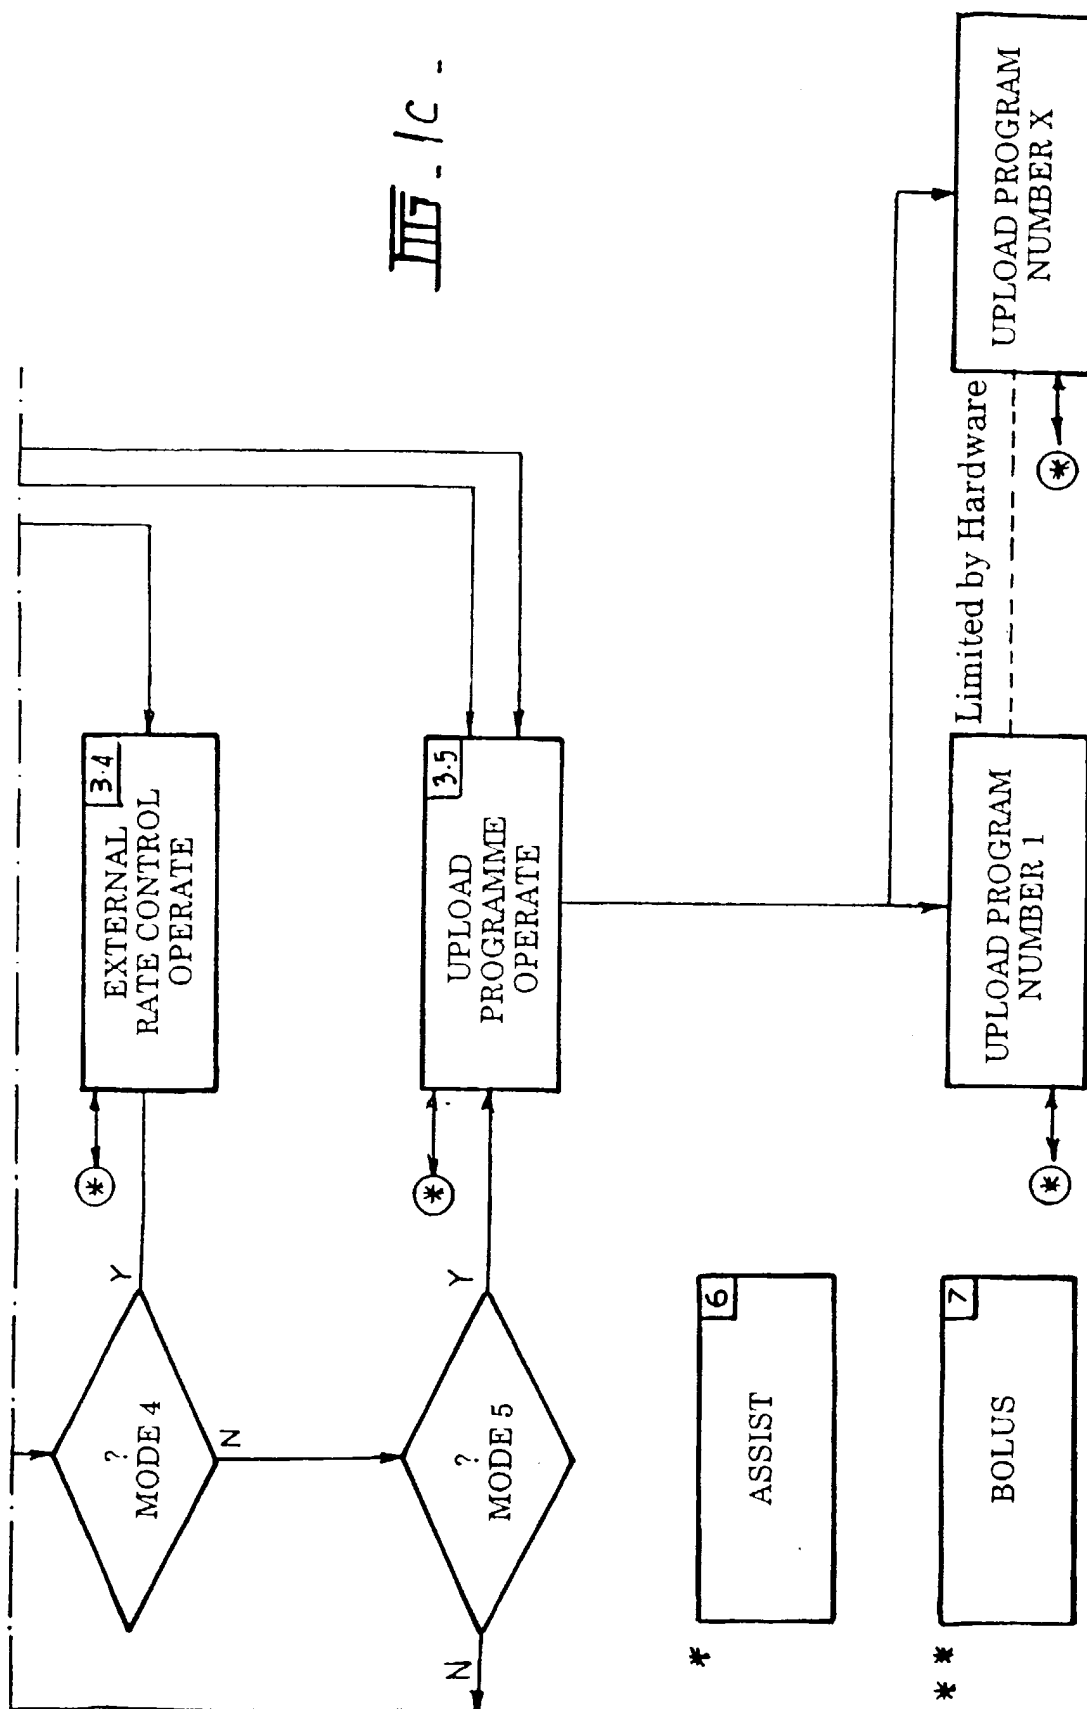 ? MODE 4
Y
N
*
EXTERNAL
RATE CONTROL
OPERATE
3.4
? MODE 5
N
Y
*
UPLOAD
PROGRAMME
OPERATE
3.5
FIG-1C-
* ASSIST 6
** BOLUS 7
*
UPLOAD PROGRAM
NUMBER 1
Limited by Hardware
*
UPLOAD PROGRAM
NUMBER X